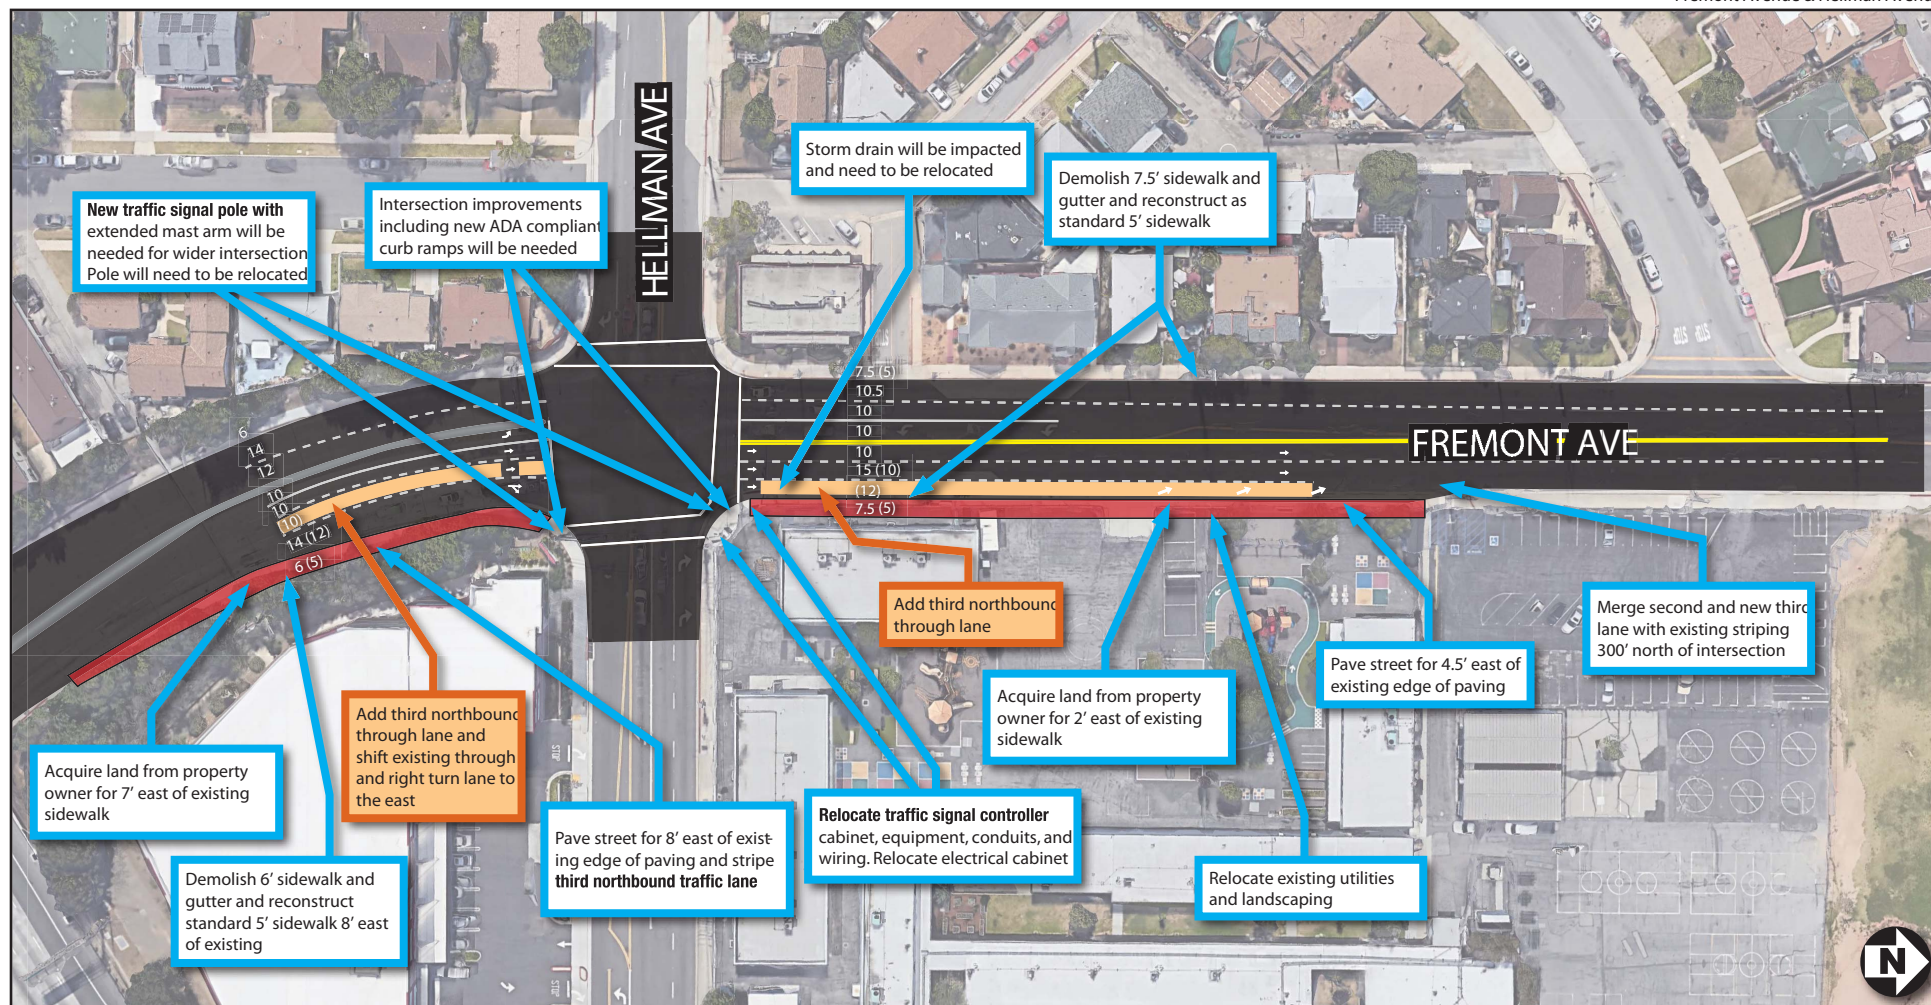 HELLMAN AVE
Storm drain will be impacted
and need to be relocated
Demolish 7.5' sidewalk and
gutter and reconstruct as
standard 5' sidewalk
New traffic signal pole with
extended mast arm will be
needed for wider intersection
Pole will need to be relocated
Intersection improvements
including new ADA compliant
curb ramps will be needed
7.5 (5)
10.5
10
10
10
15 (10)
(12)
7.5 (5)
FREMONT AVE
6
14
12
10
10
(10)
14 (12)
6 (5)
STOP
STOP
STOP
Add third northbound
through lane
Merge second and new third
lane with existing striping
300' north of intersection
Pave street for 4.5' east of
existing edge of paving
Acquire land from property
owner for 2' east of existing
sidewalk
Add third northbound
through lane and
shift existing through
and right turn lane to
the east
Acquire land from property
owner for 7' east of existing
sidewalk
Pave street for 8' east of exist-
ing edge of paving and stripe
third northbound traffic lane
Relocate traffic signal controller
cabinet, equipment, conduits, and
wiring. Relocate electrical cabinet
Relocate existing utilities
and landscaping
Demolish 6' sidewalk and
gutter and reconstruct
standard 5' sidewalk 8' east
of existing
STOP
STOP
N